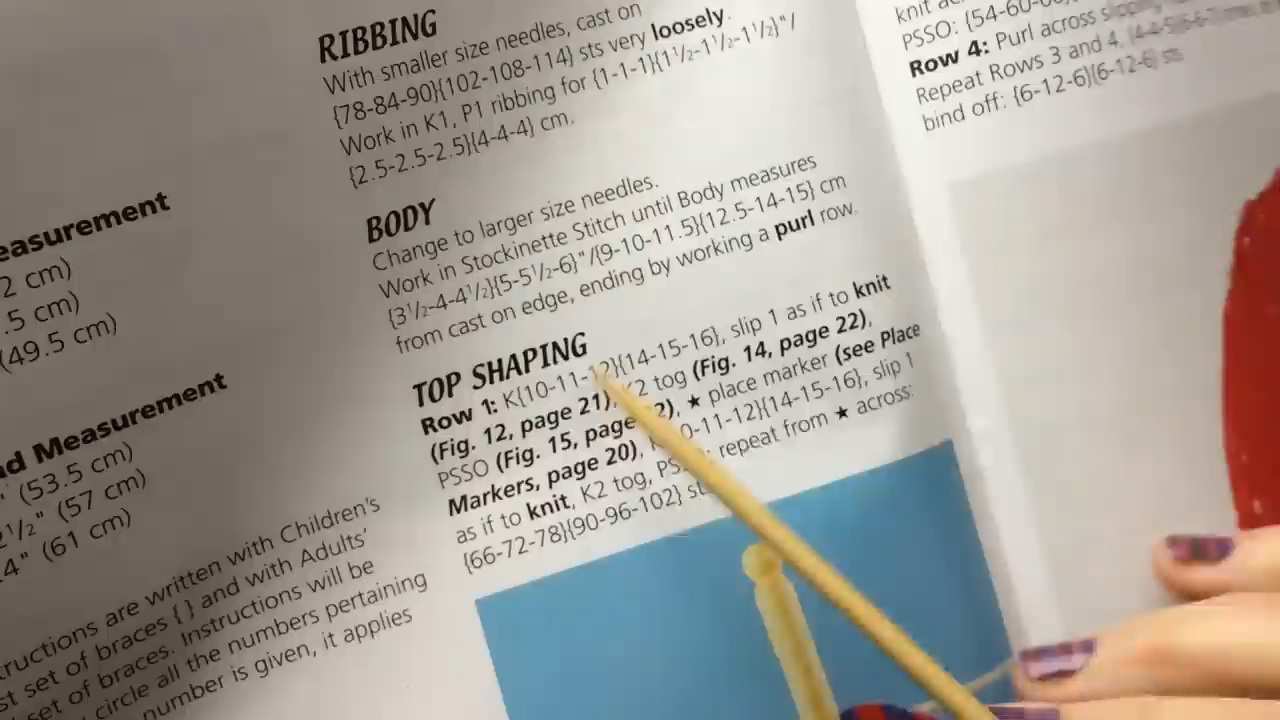 RIBBING
With smaller size needles, cast on
{78-84-90}{102-108-114} sts very loosely.
Work in K1, P1 ribbing for {1-1-1}{1½-1½-1½}"/
{2.5-2.5-2.5}{4-4-4} cm.
BODY
Change to larger size needles.
Work in Stockinette Stitch until Body measures
{3½-4-4½}{5-5½-6}"/{9-10-11.5}{12.5-14-15} cm
from cast on edge, ending by working a purl row.
TOP SHAPING
Row 1: K{10-11-12}{14-15-16}, slip 1 as if to knit
(Fig. 12, page 21), K2 tog (Fig. 14, page 22),
PSSO (Fig. 15, page 2), ★ place marker (see Place
Markers, page 20), 0-11-12}{14-15-16}, slip 1
as if to knit, K2 tog, repeat from ★ across:
{66-72-78}{90-96-102}
easurement
2 cm)
.5 cm)
(49.5 cm)
d Measurement
" (53.5 cm)
2½" (57 cm)
4" (61 cm)
tructions are written with Children's
st set of braces { } and with Adults'
set of braces. Instructions will be
circle all the numbers pertaining
number is given, it applies
knit
PSSO: {54-60-
Row 4: Purl across
Repeat Rows 3 and 4,
bind off: {6-12-6}{6-12-6} sts